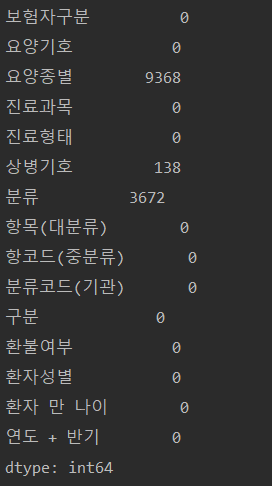 보험자구분 0
요양기호 0
요양종별 9368
진료과목 0
진료형태 0
상병기호 138
분류 3672
항목(대분류) 0
항코드(중분류) 0
분류코드(기관) 0
구분 0
환불여부 0
환자성별 0
환자 만 나이 0
연도 + 반기 0
dtype: int64